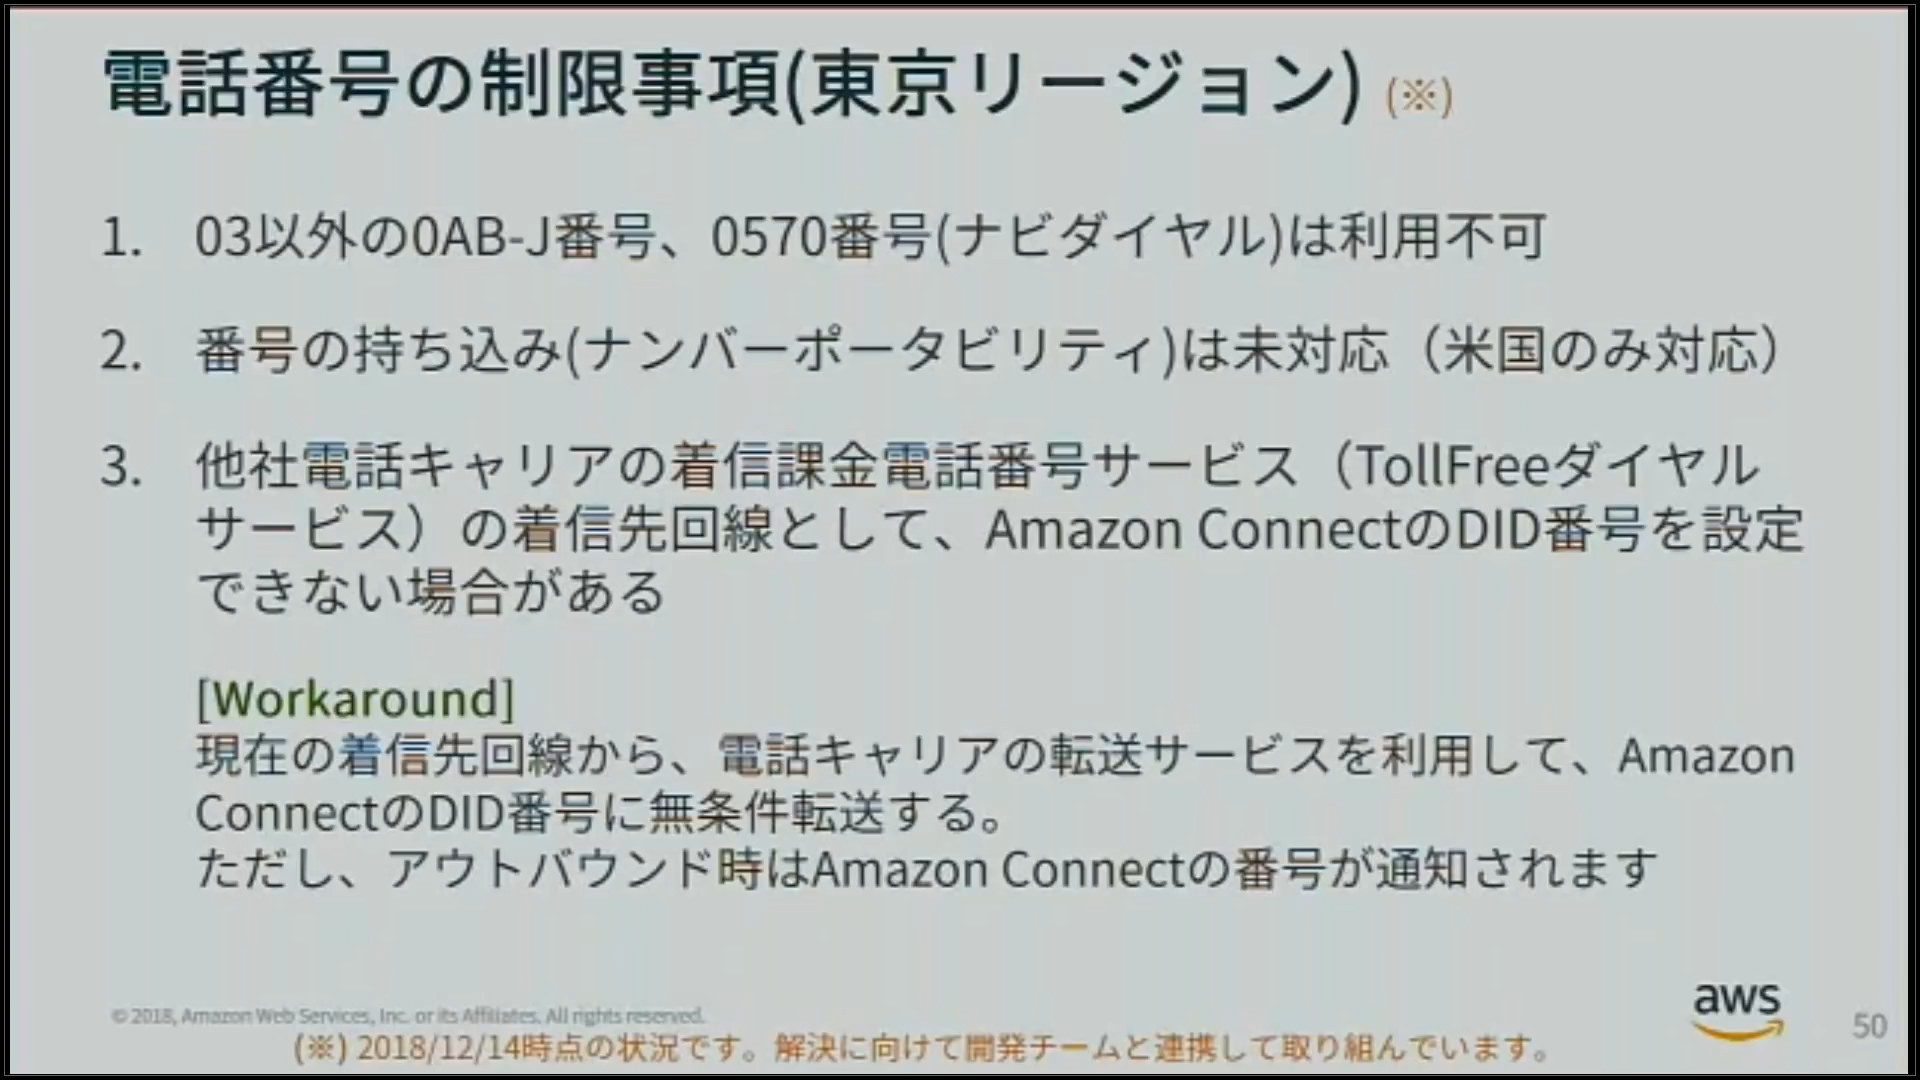 電話番号の制限事項(東京リージョン) (※)
1. 03以外の0AB-J番号、0570番号(ナビダイヤル)は利用不可
2. 番号の持ち込み(ナンバーポータビリティ)は未対応（米国のみ対応）
3. 他社電話キャリアの着信課金電話番号サービス（TollFreeダイヤル
サービス）の着信先回線として、Amazon ConnectのDID番号を設定
できない場合がある
[Workaround]
現在の着信先回線から、電話キャリアの転送サービスを利用して、Amazon
ConnectのDID番号に無条件転送する。
ただし、アウトバウンド時はAmazon Connectの番号が通知されます
aws
© 2018, Amazon Web Services, Inc. or its Affiliates. All rights reserved.
50
(※) 2018/12/14時点の状況です。解決に向けて開発チームと連携して取り組んでいます。